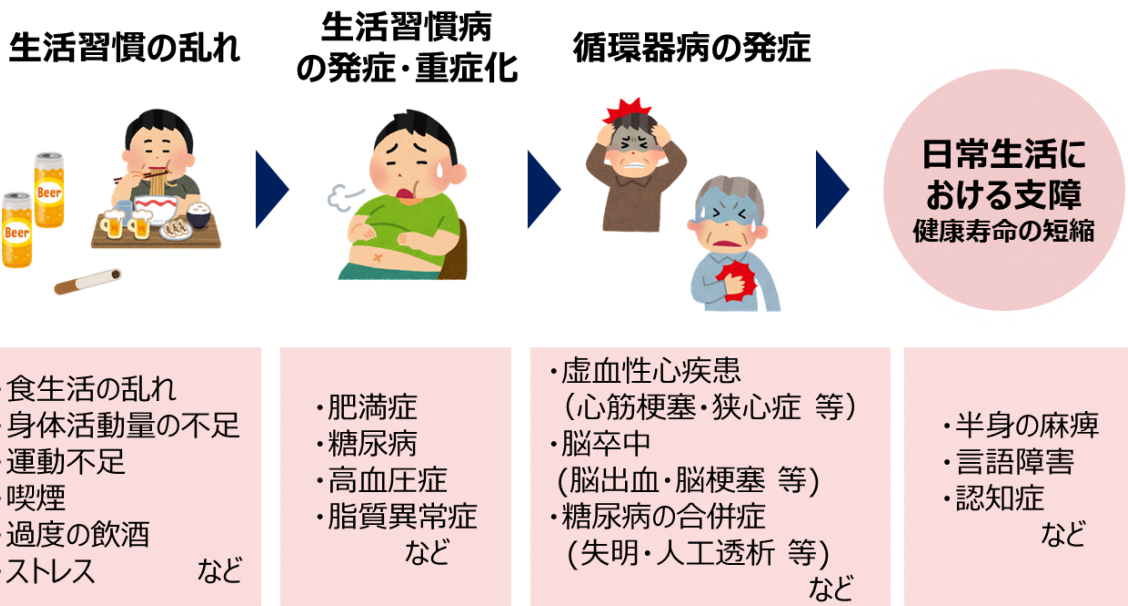 生活習慣の乱れ
生活習慣病
の発症・重症化
循環器病の発症
Beer
Beer
日常生活に
おける支障
健康寿命の短縮
・食生活の乱れ
・身体活動量の不足
・運動不足
・喫煙
・過度の飲酒
・ストレス など
・肥満症
・糖尿病
・高血圧症
・脂質異常症
など
・虚血性心疾患
（心筋梗塞・狭心症 等）
・脳卒中
(脳出血・脳梗塞 等)
・糖尿病の合併症
(失明・人工透析 等)
など
・半身の麻痺
・言語障害
・認知症
など